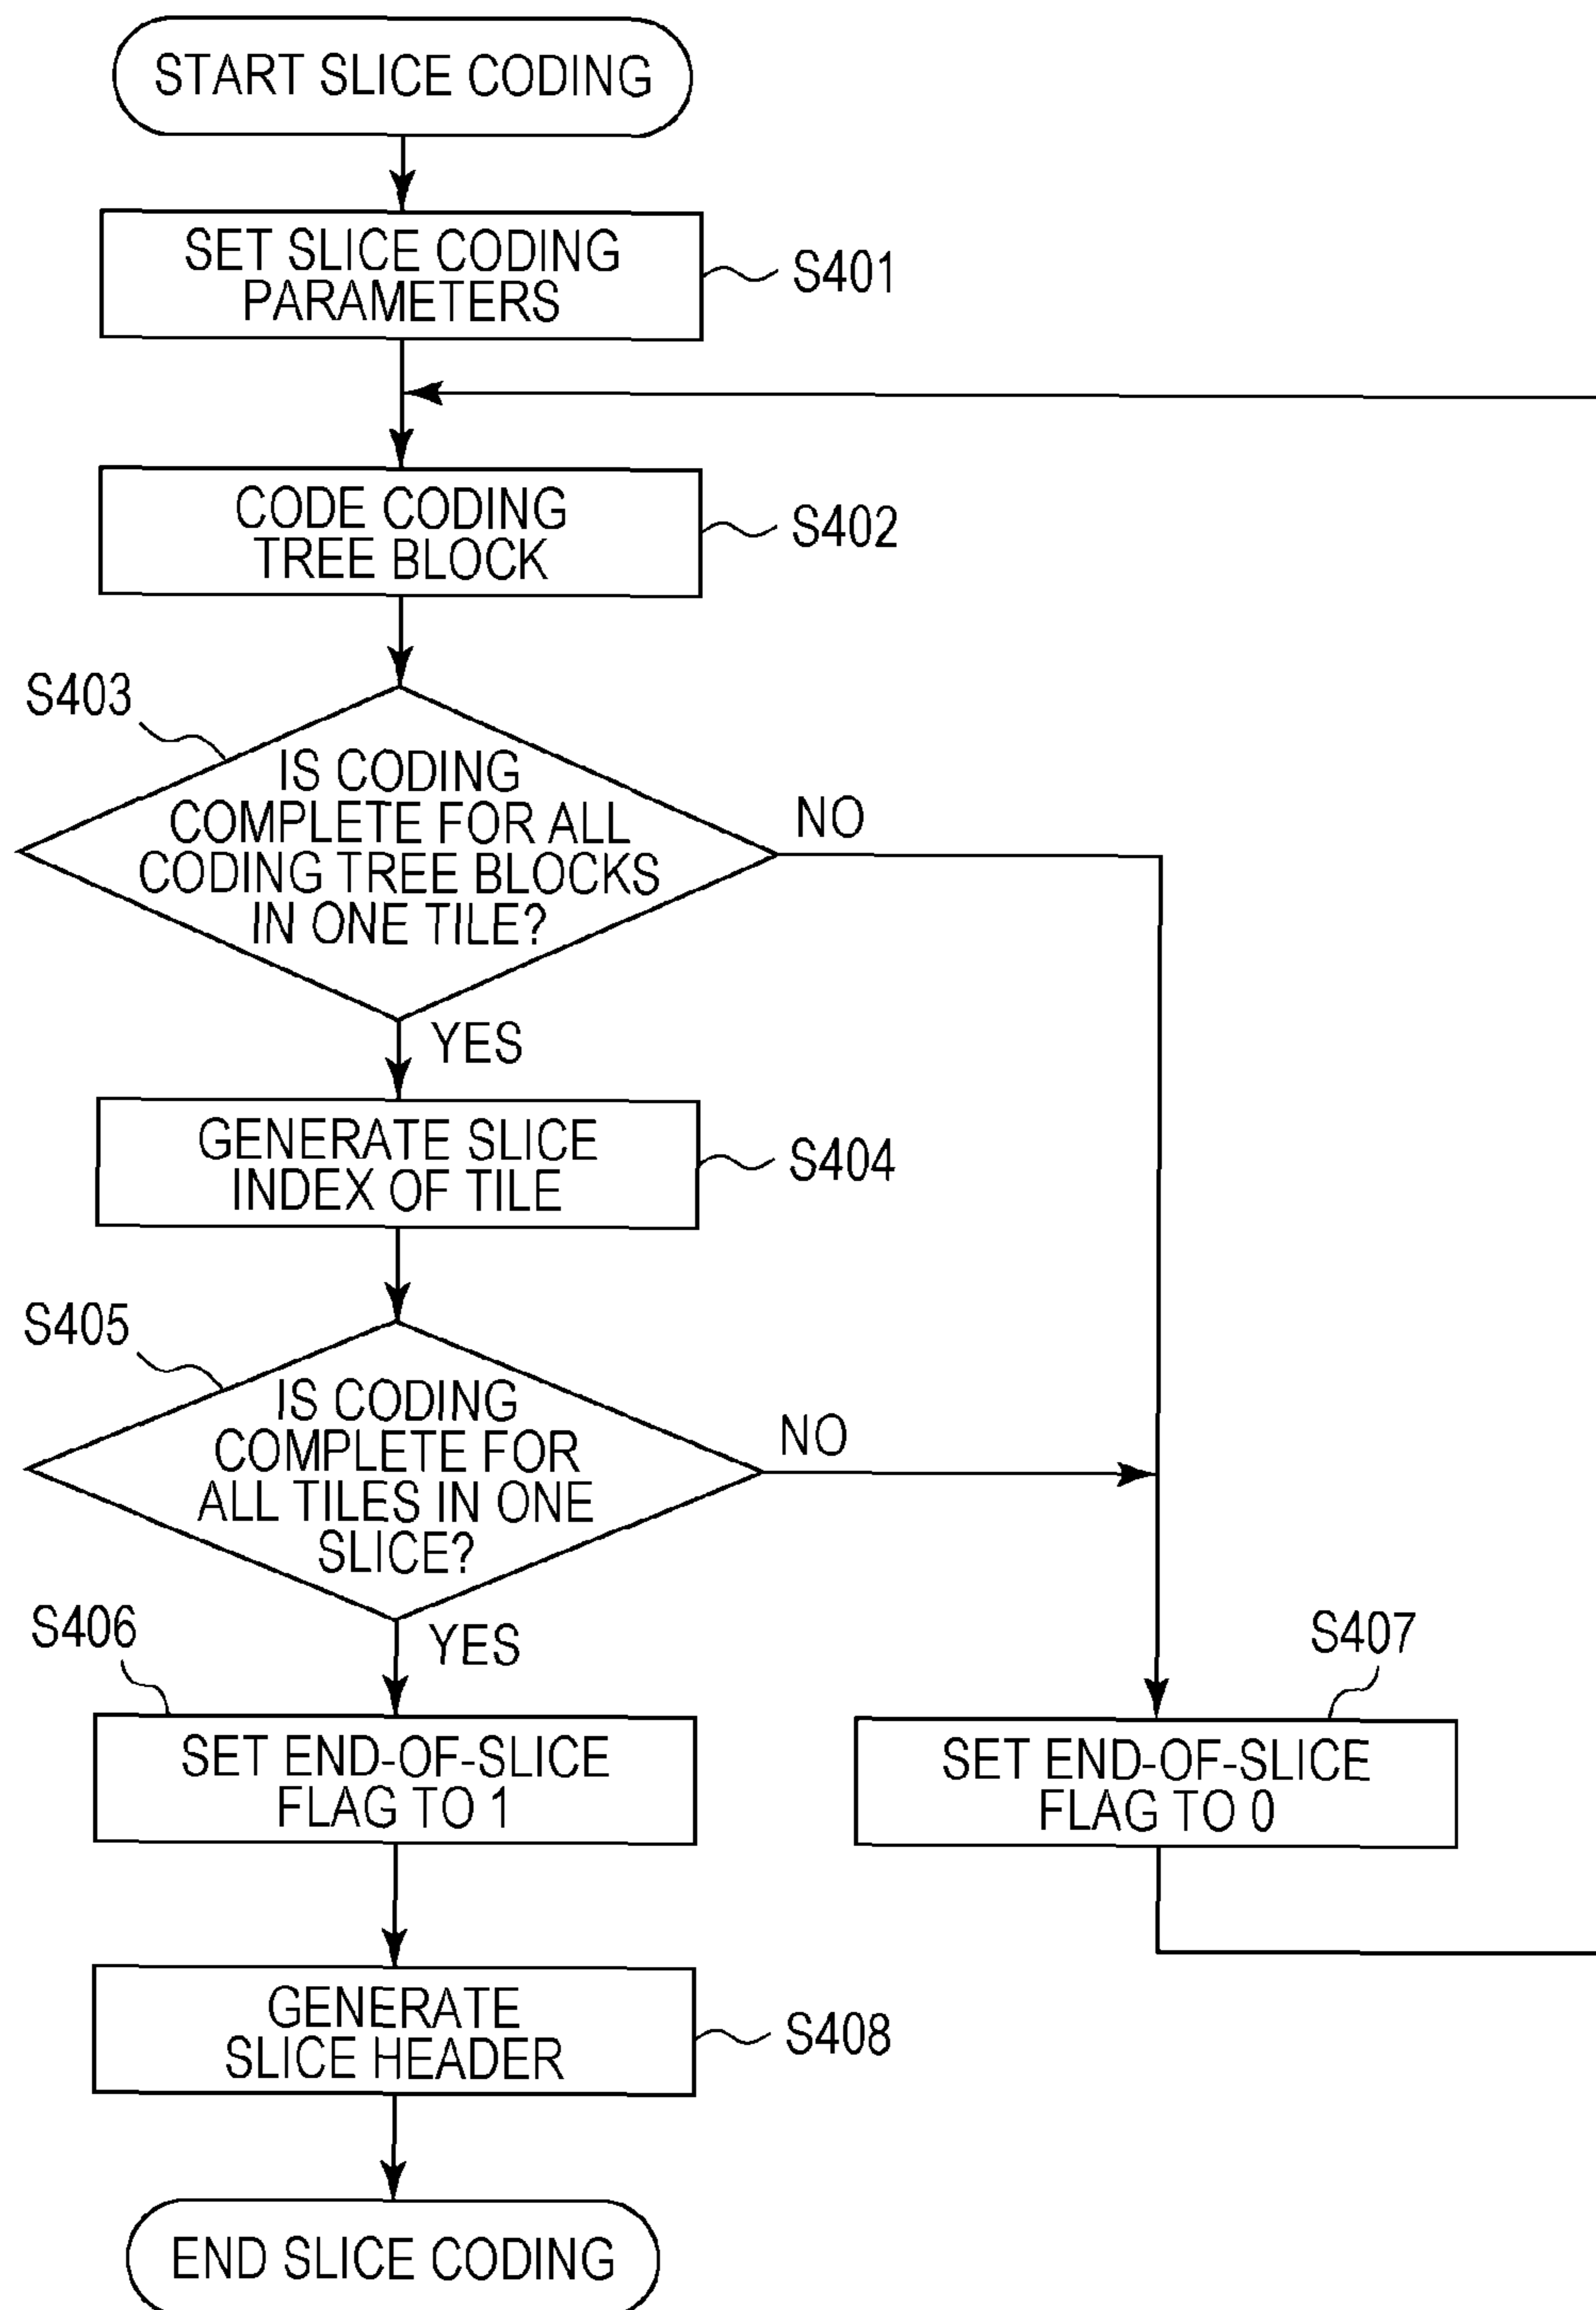 START SLICE CODING
SET SLICE CODING
PARAMETERS
S401
CODE CODING
TREE BLOCK
S402
S403
IS CODING
COMPLETE FOR ALL
CODING TREE BLOCKS
IN ONE TILE?
NO
YES
GENERATE SLICE
INDEX OF TILE
S404
S405
IS CODING
COMPLETE FOR
ALL TILES IN ONE
SLICE?
NO
YES
S406
SET END-OF-SLICE
FLAG TO 1
S407
SET END-OF-SLICE
FLAG TO 0
GENERATE
SLICE HEADER
S408
END SLICE CODING